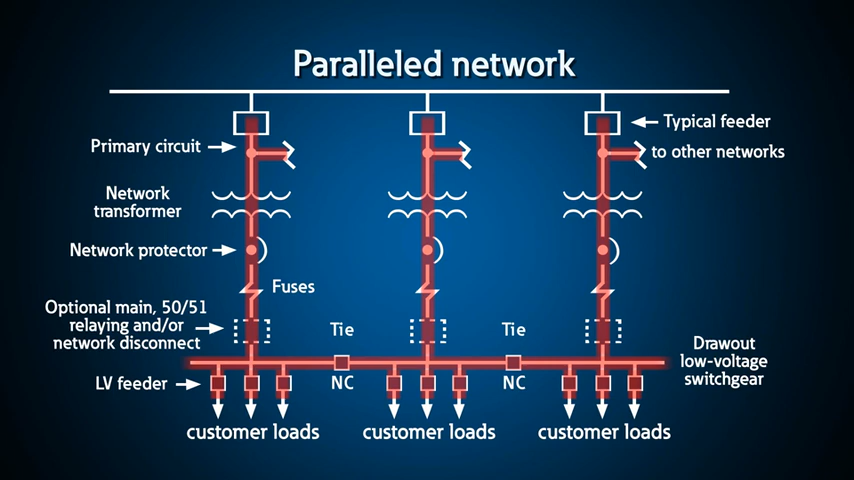 Paralleled network
Typical feeder
Primary circuit
to other networks
Network
transformer
Network protector
Fuses
Optional main, 50/51
relaying and/or
network disconnect
Tie
Tie
Drawout
low-voltage
switchgear
LV feeder
NC
NC
customer loads
customer loads
customer loads